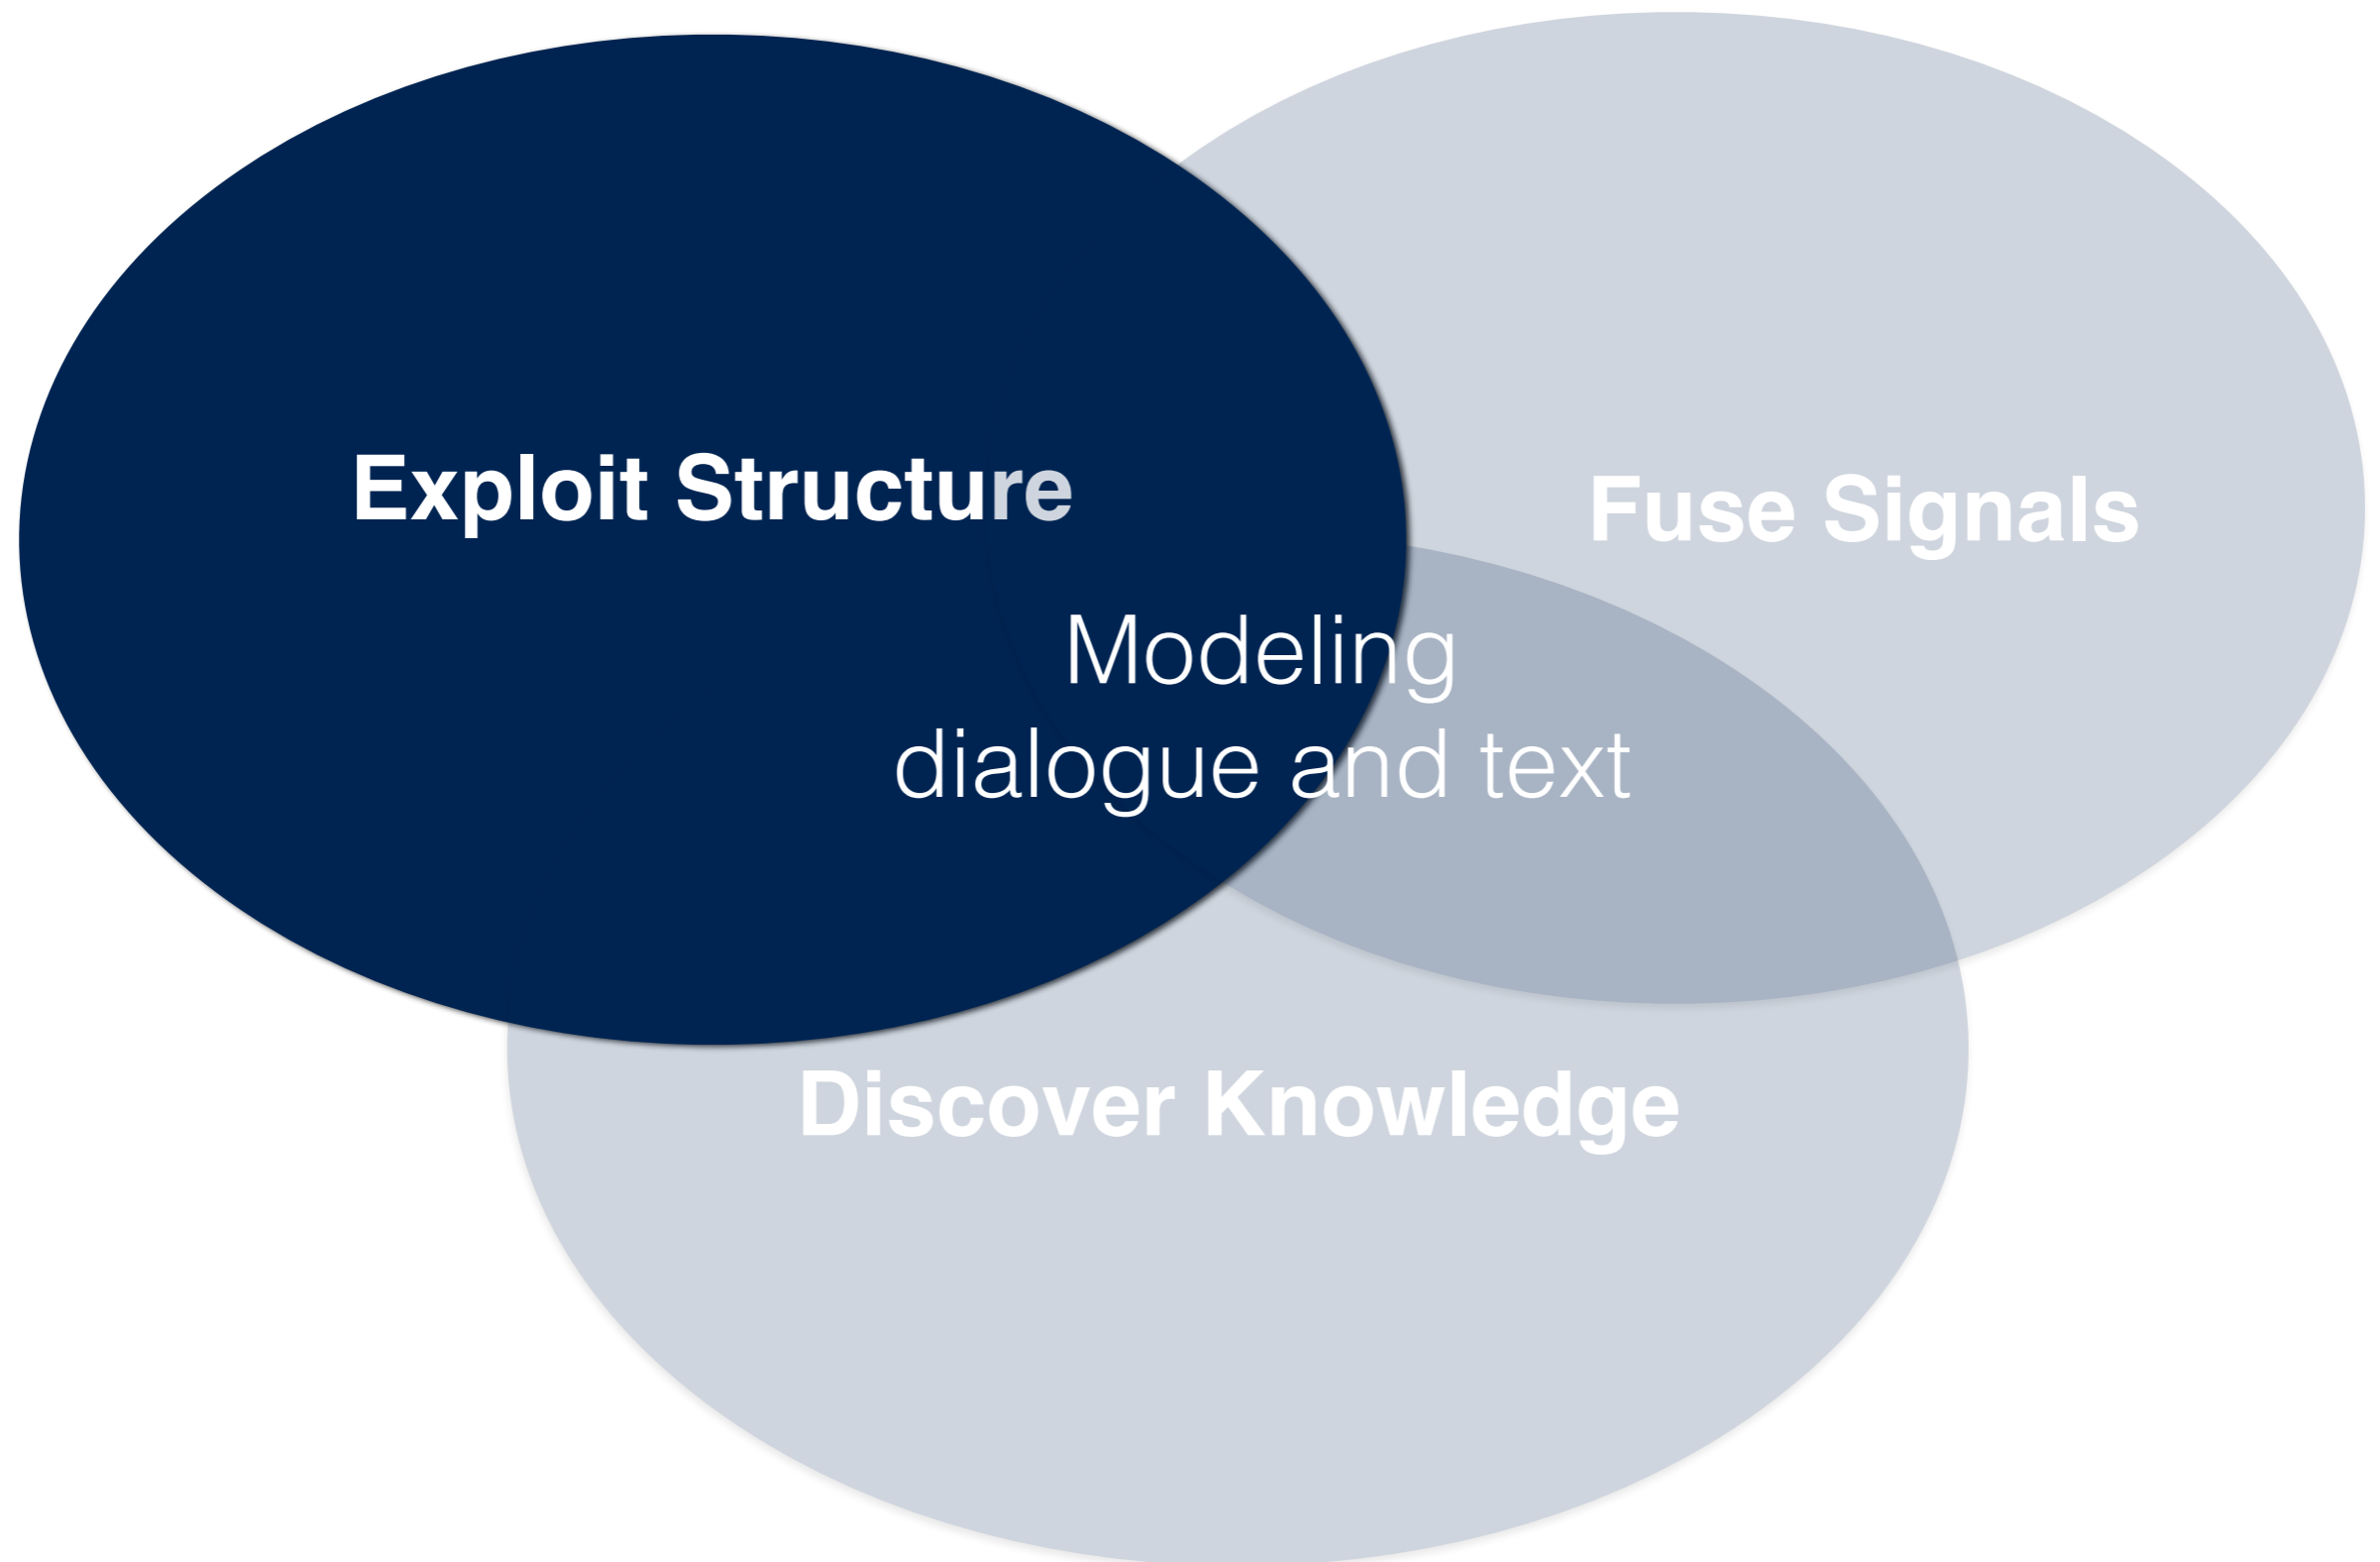 Exploit Structure
Fuse Signals
Modeling
dialogue and text
Discover Knowledge